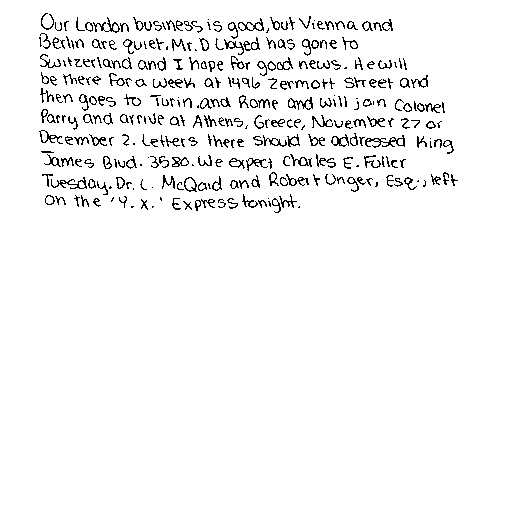 Our London business is good, but Vienna and
Berlin are quiet. Mr. D Lloyed has gone to
Switzerland and I hope for good news. He will
be there for a week at 1496 Zermott Street and
then goes to Turin and Rome and will join Colonel
Parry and arrive at Athens, Greece, November 27 or
December 2. Letters there should be addressed King
James Blvd. 3580. We expect Charles E. Fuller
Tuesday. Dr. L. McQaid and Robert Unger, Esq., left
on the 'Y. X.' Express tonight.